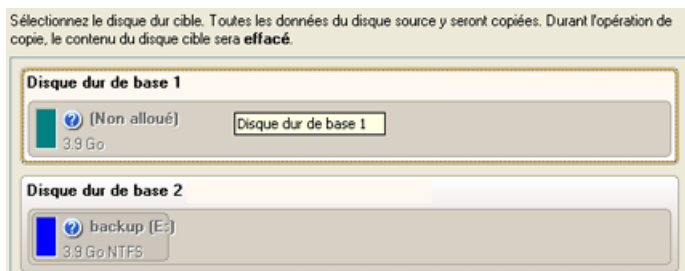 Sélectionnez le disque dur cible. Toutes les données du disque source y seront copiées. Durant l'opération de
copie, le contenu du disque cible sera effacé.
Disque dur de base 1
(Non alloué)
Disque dur de base 1
3.9 Go
Disque dur de base 2
backup (E:)
3.9 Go NTFS